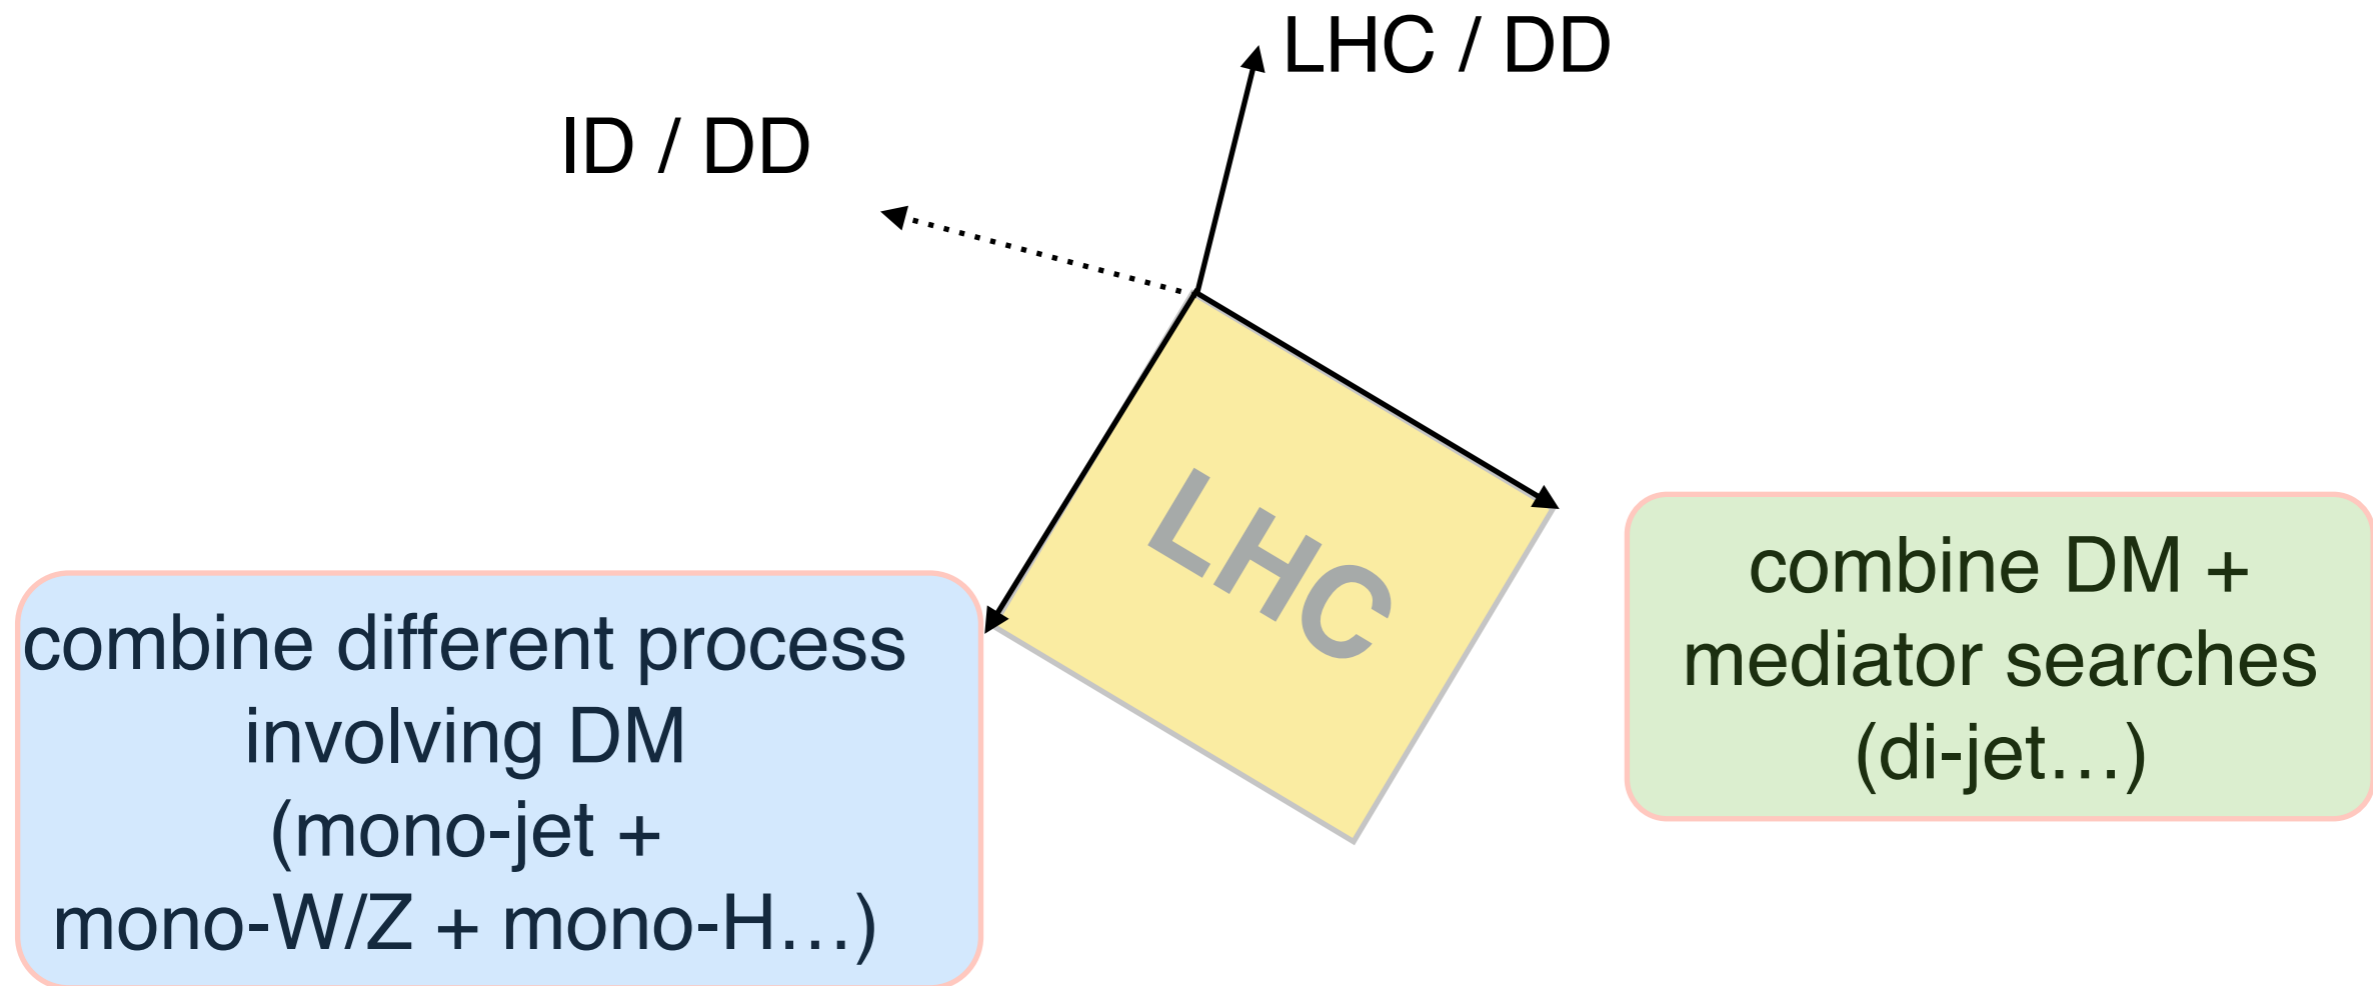 LHC / DD
ID / DD
LHC
combine DM +
mediator searches
(di-jet…)
combine different process
involving DM
(mono-jet +
mono-W/Z + mono-H…)